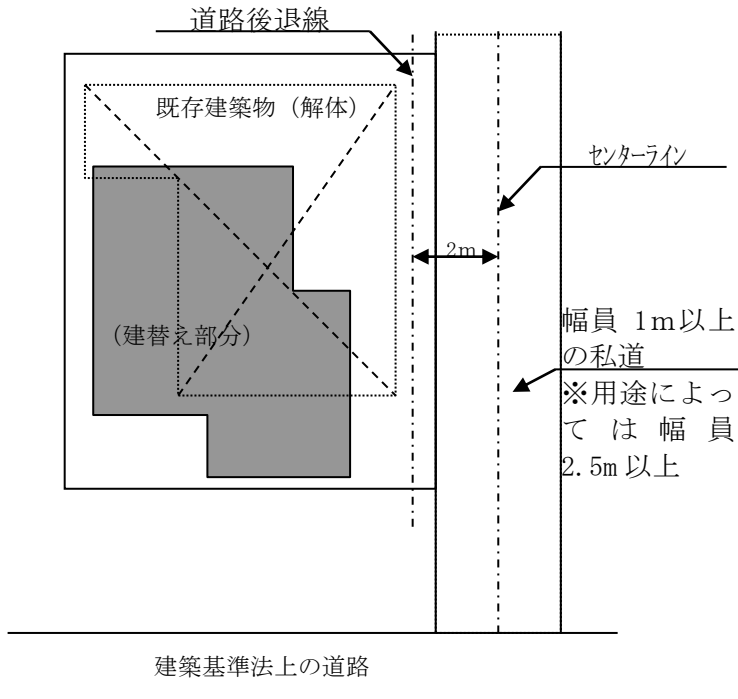 道路後退線
既存建築物（解体）
センターライン
2m
（建替え部分）
幅員 1m以上
の私道
※用途によっ
ては幅員
2.5m以上
建築基準法上の道路